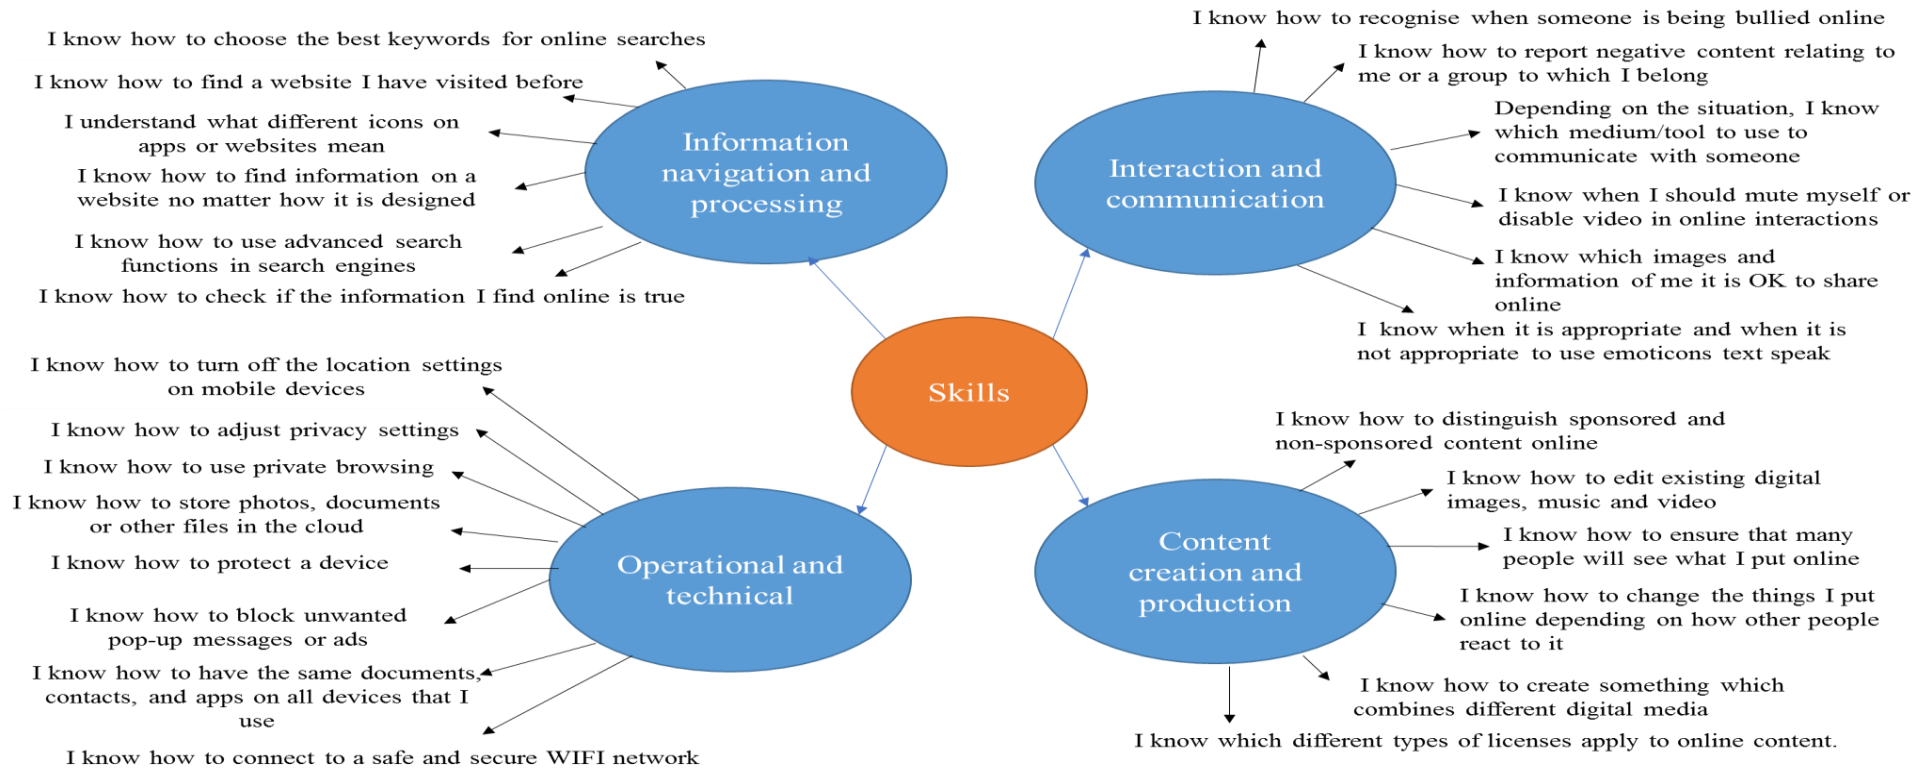 I know how to choose the best keywords for online searches
I know how to find a website I have visited before
I understand what different icons on
apps or websites mean
I know how to find information on a
website no matter how it is designed
I know how to use advanced search
functions in search engines
I know how to check if the information I find online is true
Information
navigation and
processing
I know how to recognise when someone is being bullied online
I know how to report negative content relating to
me or a group to which I belong
Depending on the situation, I know
which medium/tool to use to
communicate with someone
I know when I should mute myself or
disable video in online interactions
I know which images and
information of me it is OK to share
online
I know when it is appropriate and when it is
not appropriate to use emoticons text speak
Interaction and
communication
Skills
I know how to turn off the location settings
on mobile devices
I know how to adjust privacy settings
I know how to use private browsing
I know how to store photos, documents
or other files in the cloud
I know how to protect a device
I know how to block unwanted
pop-up messages or ads
I know how to have the same documents,
contacts, and apps on all devices that I
use
I know how to connect to a safe and secure WIFI network
Operational and
technical
I know how to distinguish sponsored and
non-sponsored content online
I know how to edit existing digital
images, music and video
I know how to ensure that many
people will see what I put online
I know how to change the things I put
online depending on how other people
react to it
I know how to create something which
combines different digital media
I know which different types of licenses apply to online content.
Content
creation and
production